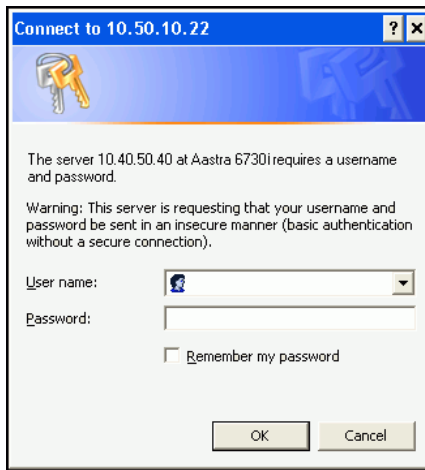 Connect to 10.50.10.22
The server 10.40.50.40 at Aastra 6730i requires a username
and password.
Warning: This server is requesting that your username and
password be sent in an insecure manner (basic authentication
without a secure connection).
User name:
Password:
Remember my password
OK
Cancel